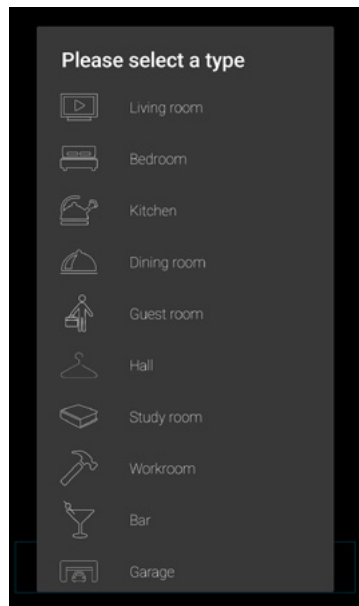 Please select a type
Living room
Bedroom
Kitchen
Dining room
Guest room
Hall
Study room
Workroom
Bar
Garage